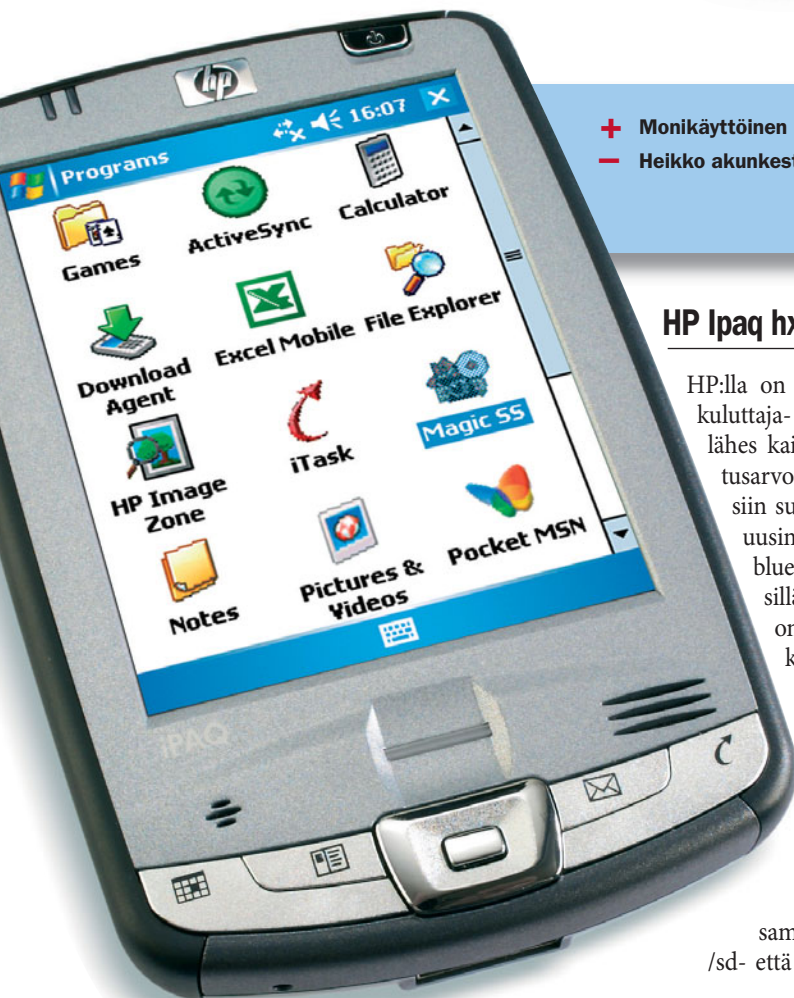 hp
Programs 16:07
Games
ActiveSync
Calculator
Download
Agent
Excel Mobile
File Explorer
HP Image
Zone
iTask
Magic SS
Notes
Pictures &
Videos
Pocket MSN
iPAQ
+ Monikäyttöinen
– Heikko akunkest
HP Ipaq hx
HP:lla on
kuluttaja-
lähes kai
tusarvo
siin su
uusin
blue
sillä
on
k
sam
/sd- että